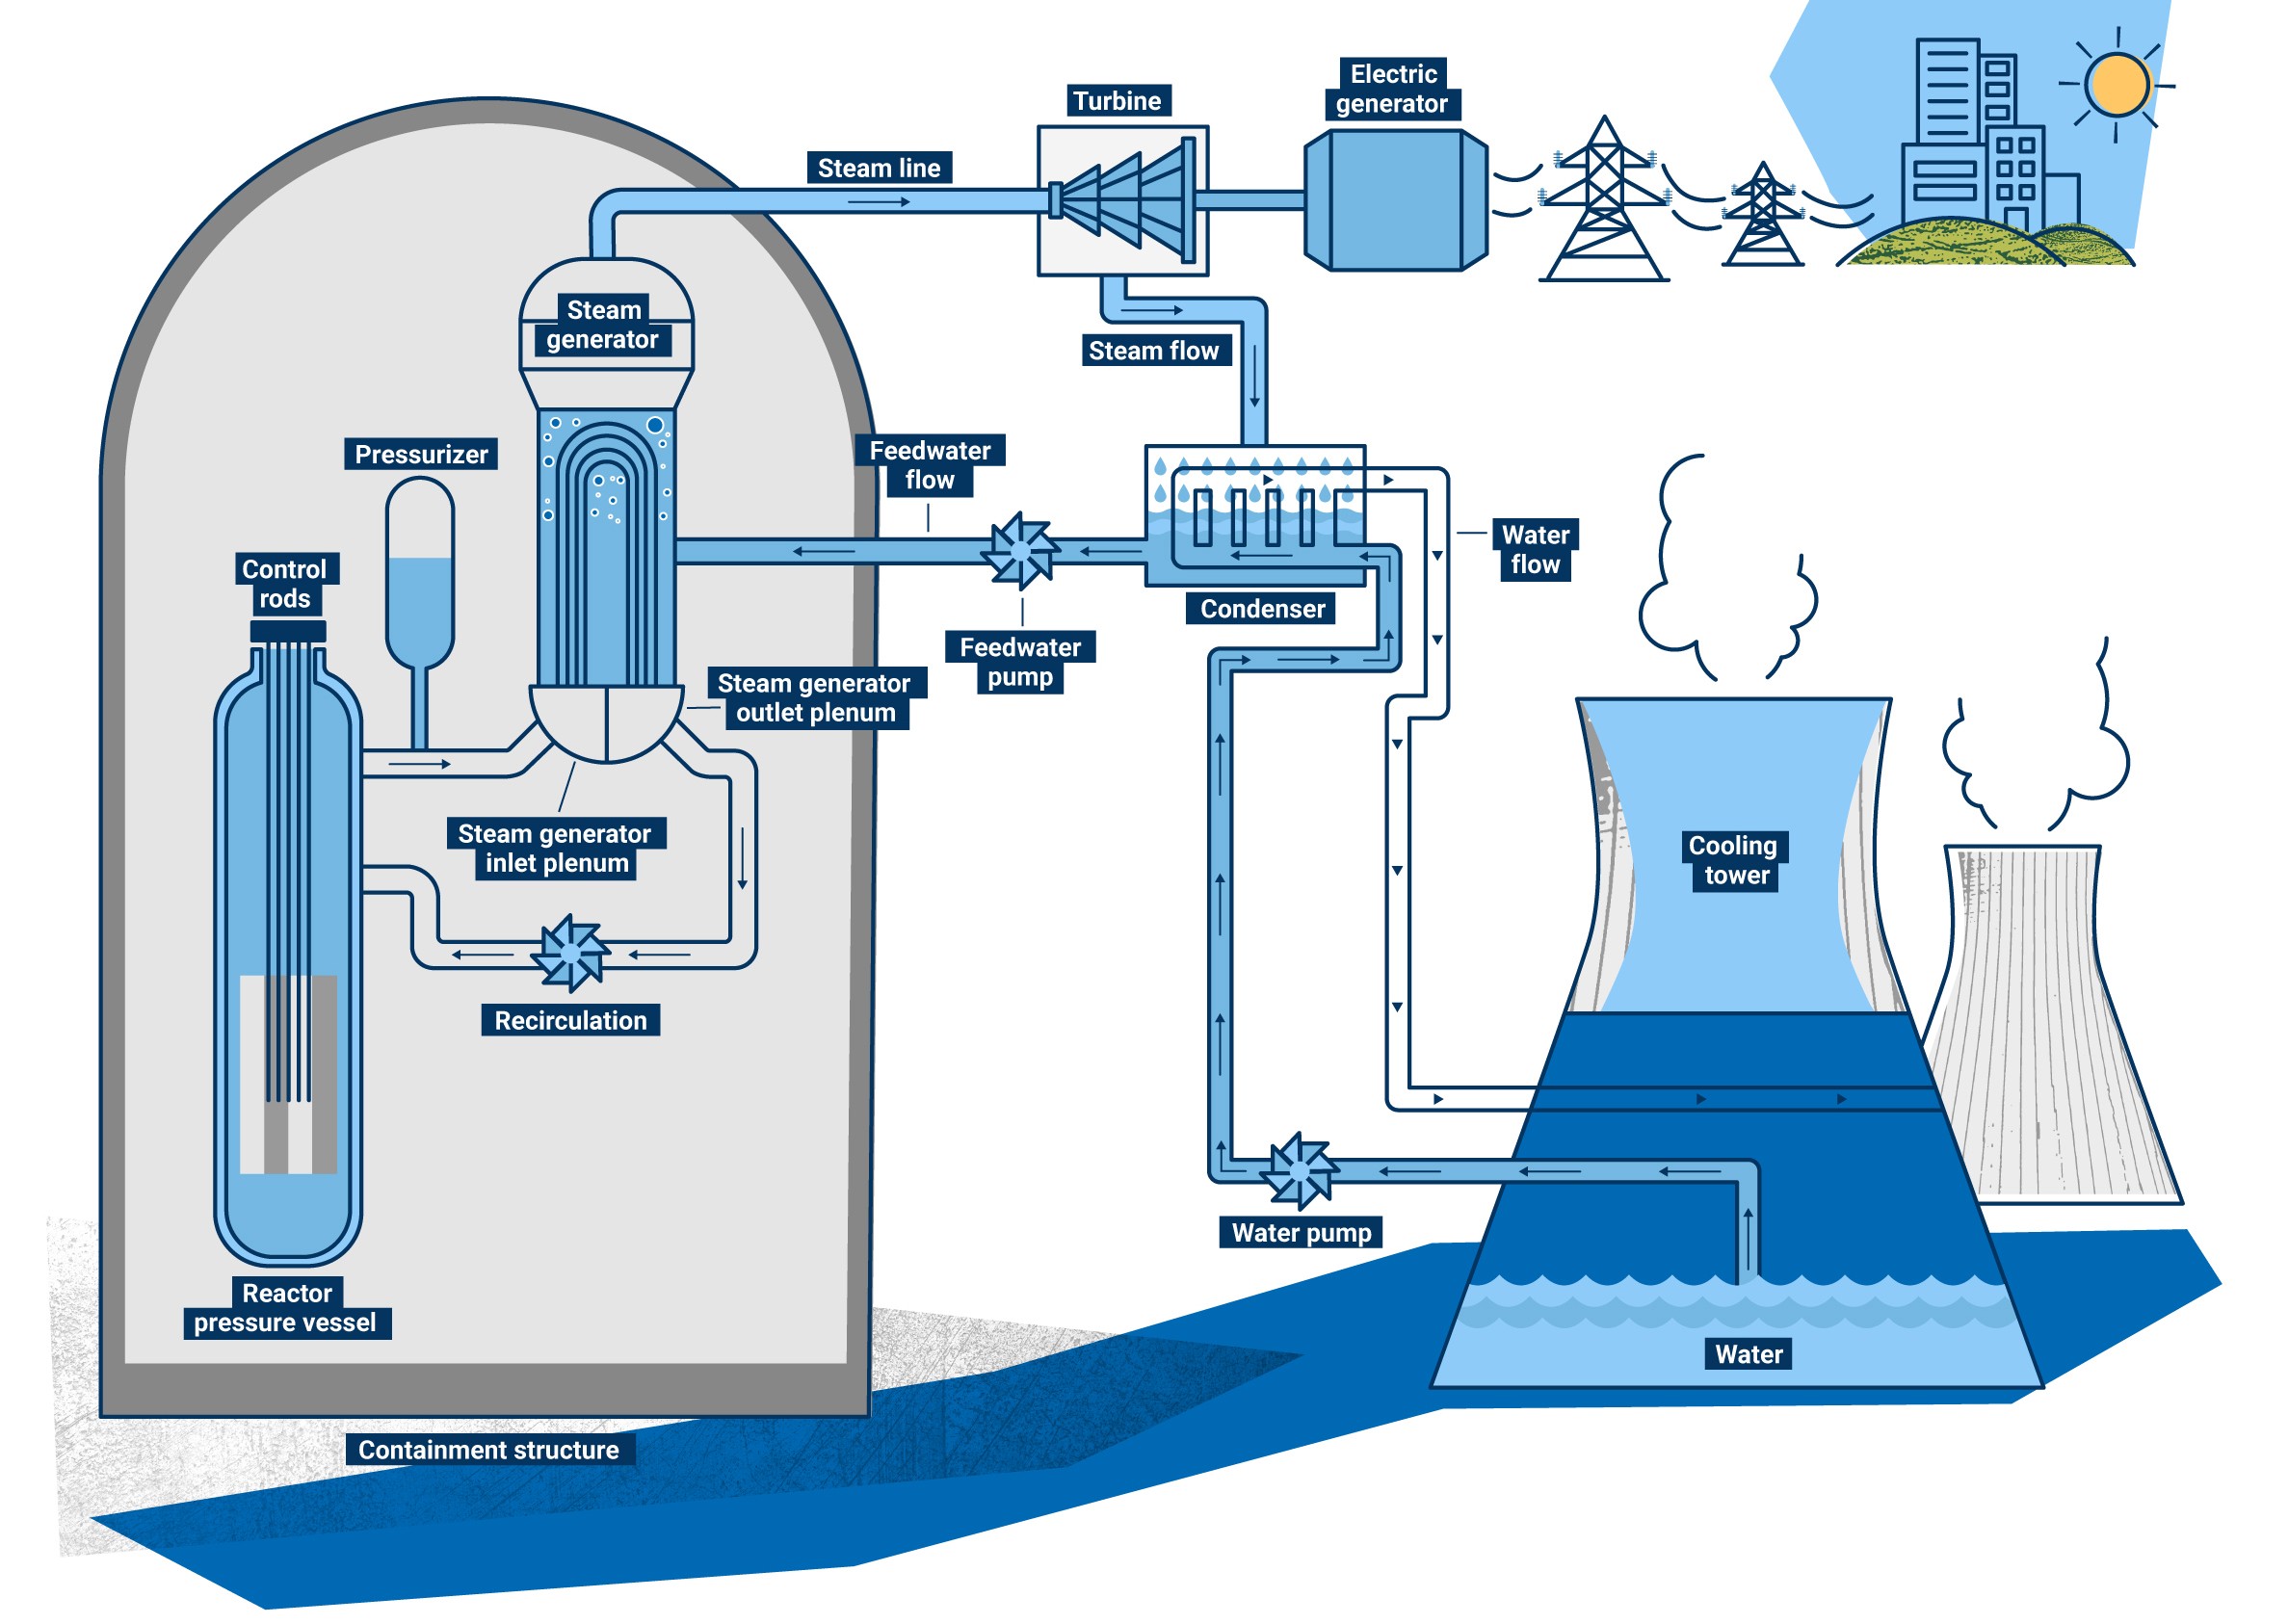 Electric
generator
Turbine
Steam line
Steam
generator
Steam flow
Pressurizer
Feedwater
flow
Water
flow
Control
rods
Condenser
Feedwater
pump
Steam generator
outlet plenum
Steam generator
inlet plenum
Cooling
tower
Recirculation
Water pump
Reactor
pressure vessel
Water
Containment structure